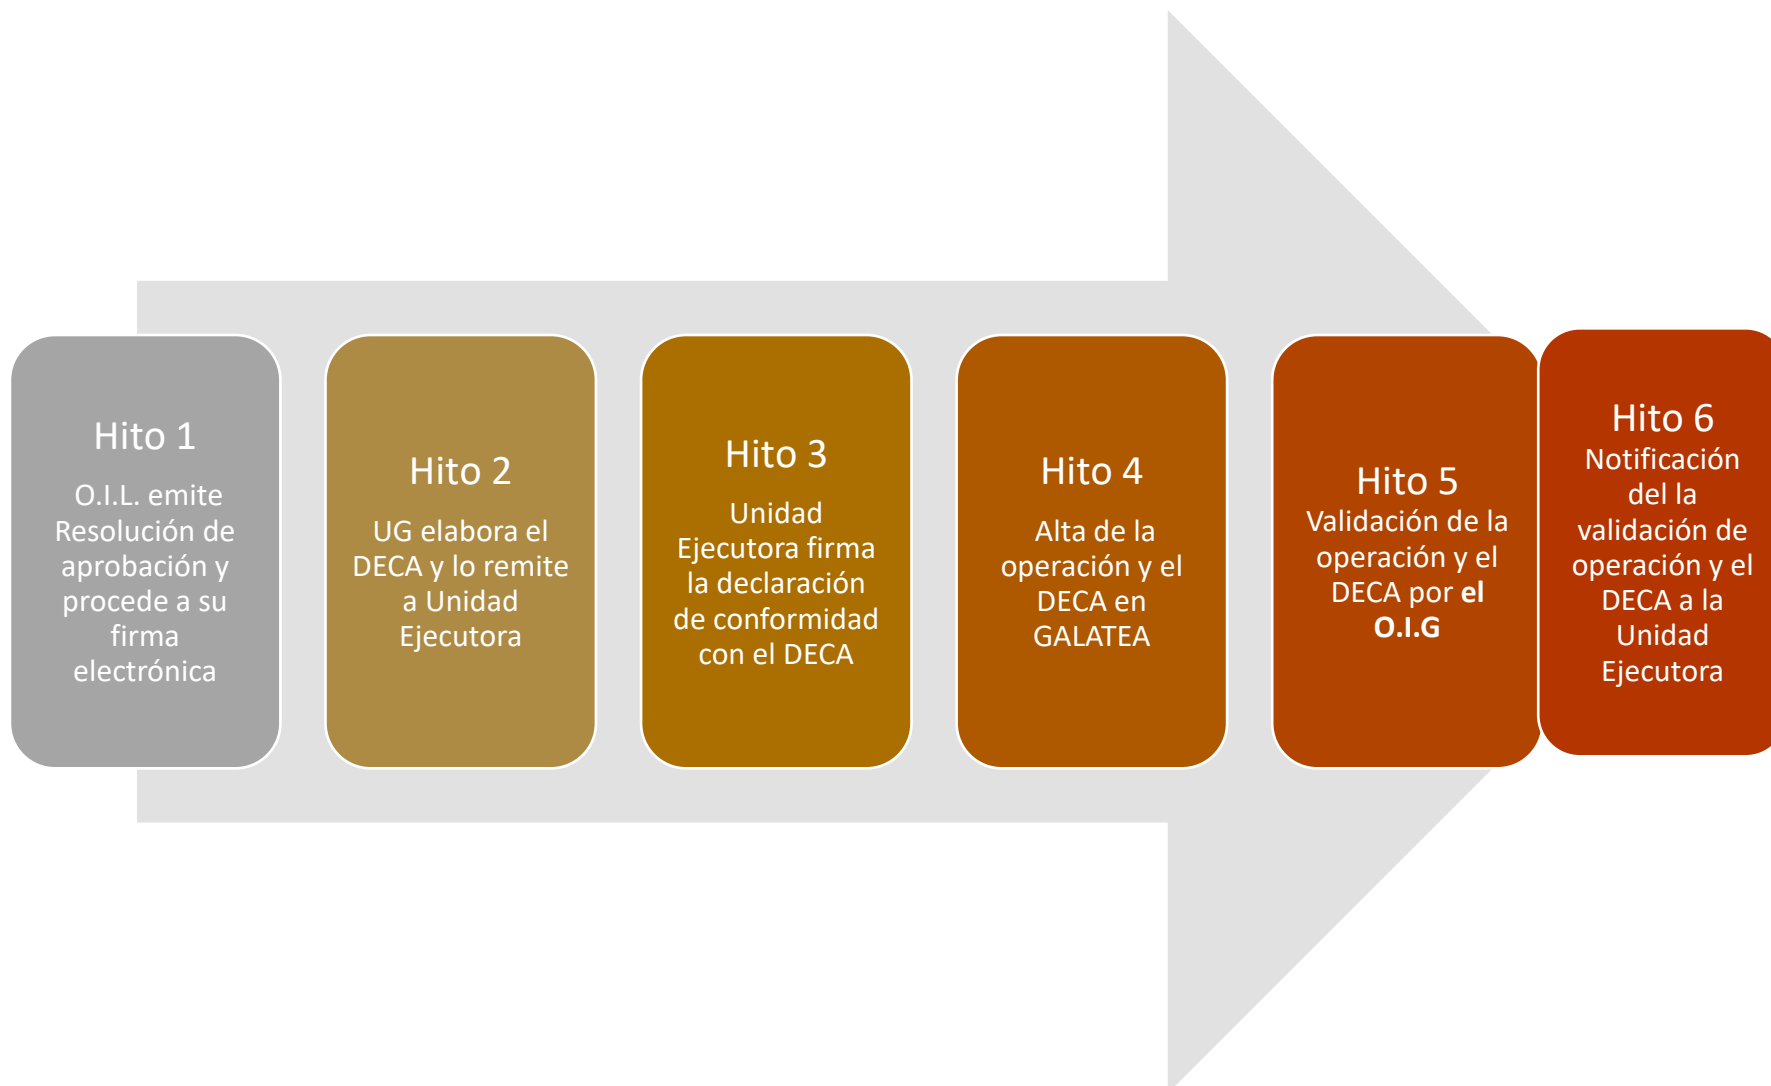 Hito 1
O.I.L. emite
Resolución de
aprobación y
procede a su
firma
electrónica
Hito 2
UG elabora el
DECA y lo remite
a Unidad
Ejecutora
Hito 3
Unidad
Ejecutora firma
la declaración
de conformidad
con el DECA
Hito 4
Alta de la
operación y el
DECA en
GALATEA
Hito 5
Validación de la
operación y el
DECA por el
O.I.G
Hito 6
Notificación
del la
validación de
operación y el
DECA a la
Unidad
Ejecutora